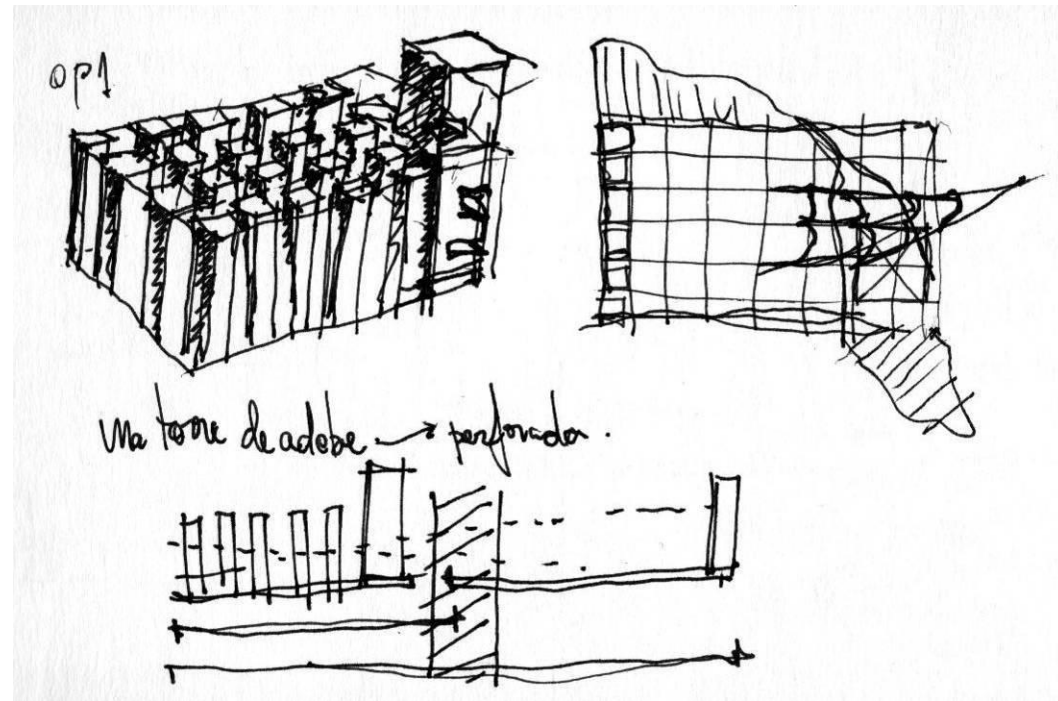 op1
Una torre de adobe → perforada.